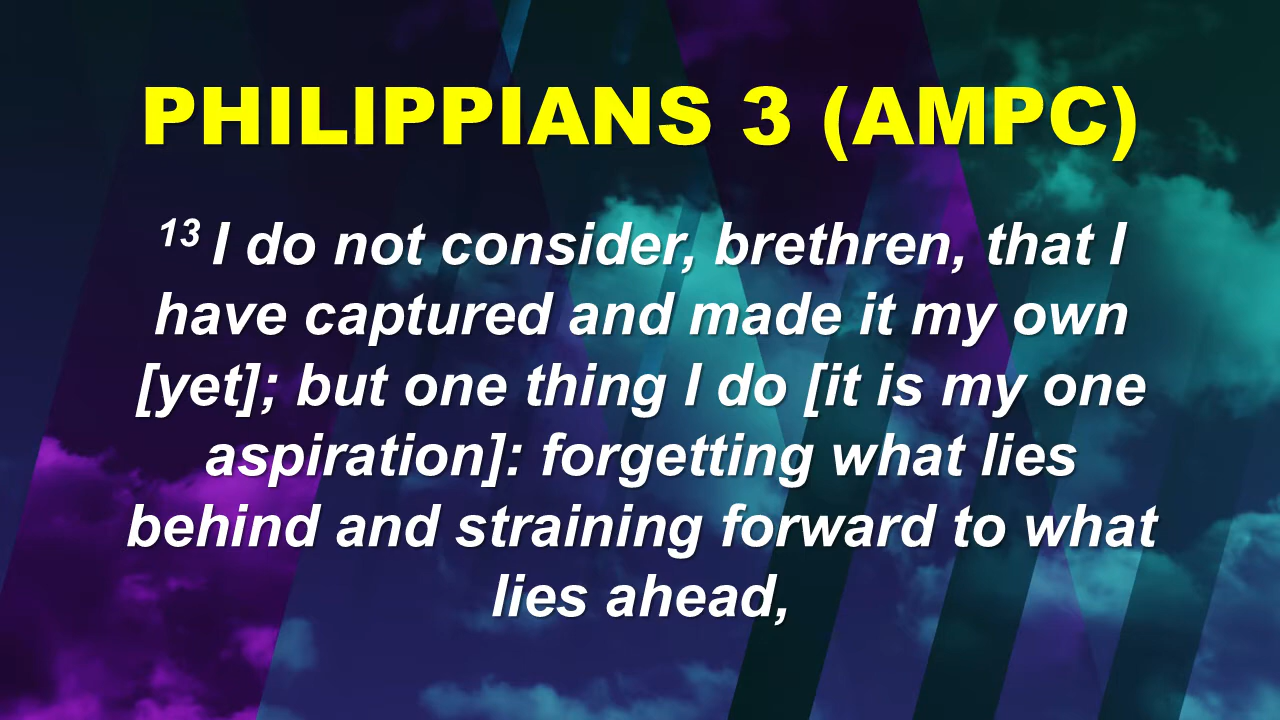 PHILIPPIANS 3 (AMPC)
13 I do not consider, brethren, that I
have captured and made it my own
[yet]; but one thing I do [it is my one
aspiration]: forgetting what lies
behind and straining forward to what
lies ahead,